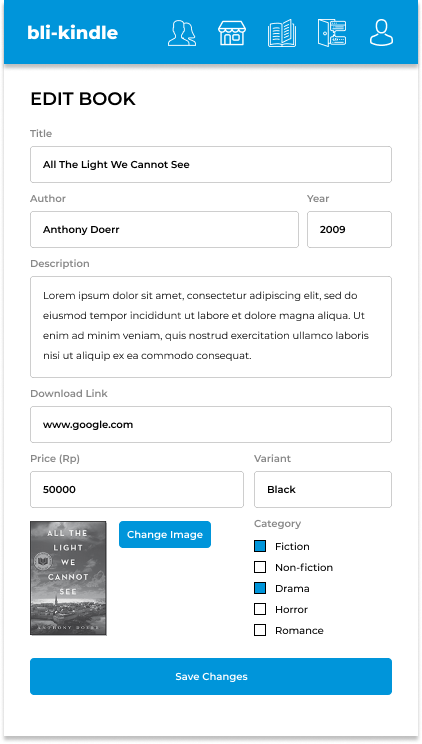 bli-kindle
EDIT BOOK
Title
All The Light We Cannot See
Author
Year
Anthony Doerr
2009
Description
Lorem ipsum dolor sit amet, consectetur adipiscing elit, sed do
eiusmod tempor incididunt ut labore et dolore magna aliqua. Ut
enim ad minim veniam, quis nostrud exercitation ullamco laboris
nisi ut aliquip ex ea commodo consequat.
Download Link
www.google.com
Price (Rp)
Variant
50000
Black
ALL THE
LIGHT
WE
CANNOT
SEE
ANTHONY DOERR
Change Image
Category
Fiction
Non-fiction
Drama
Horror
Romance
Save Changes